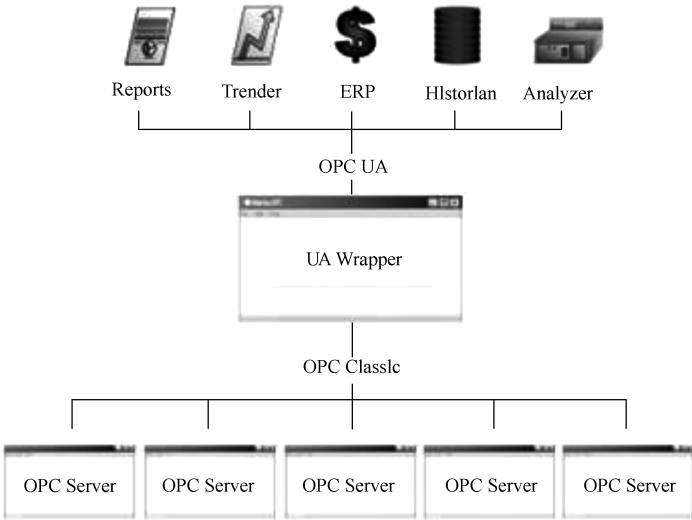 Reports Trender ERP Hlstorlan Analyzer
OPC UA
UA Wrapper
OPC Classlc
OPC Server OPC Server OPC Server OPC Server OPC Server